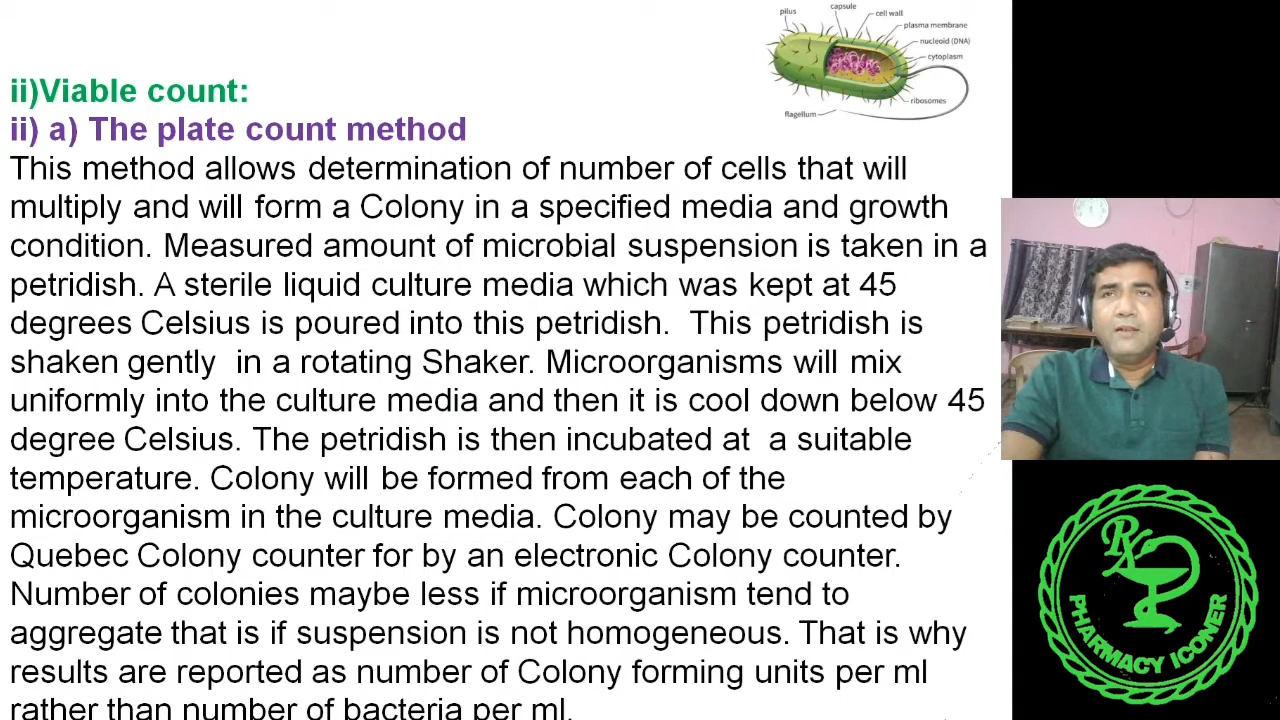 pilus
capsule
cell wall
plasma membrane
nucleoid (DNA)
cytoplasm
ribosomes
flagellum
ii)Viable count:
ii) a) The plate count method
This method allows determination of number of cells that will
multiply and will form a Colony in a specified media and growth
condition. Measured amount of microbial suspension is taken in a
petridish. A sterile liquid culture media which was kept at 45
degrees Celsius is poured into this petridish.  This petridish is
shaken gently  in a rotating Shaker. Microorganisms will mix
uniformly into the culture media and then it is cool down below 45
degree Celsius. The petridish is then incubated at  a suitable
temperature. Colony will be formed from each of the
microorganism in the culture media. Colony may be counted by
Quebec Colony counter for by an electronic Colony counter.
Number of colonies maybe less if microorganism tend to
aggregate that is if suspension is not homogeneous. That is why
results are reported as number of Colony forming units per ml
rather than number of bacteria per ml.
Rx
PHARMACY ICONER